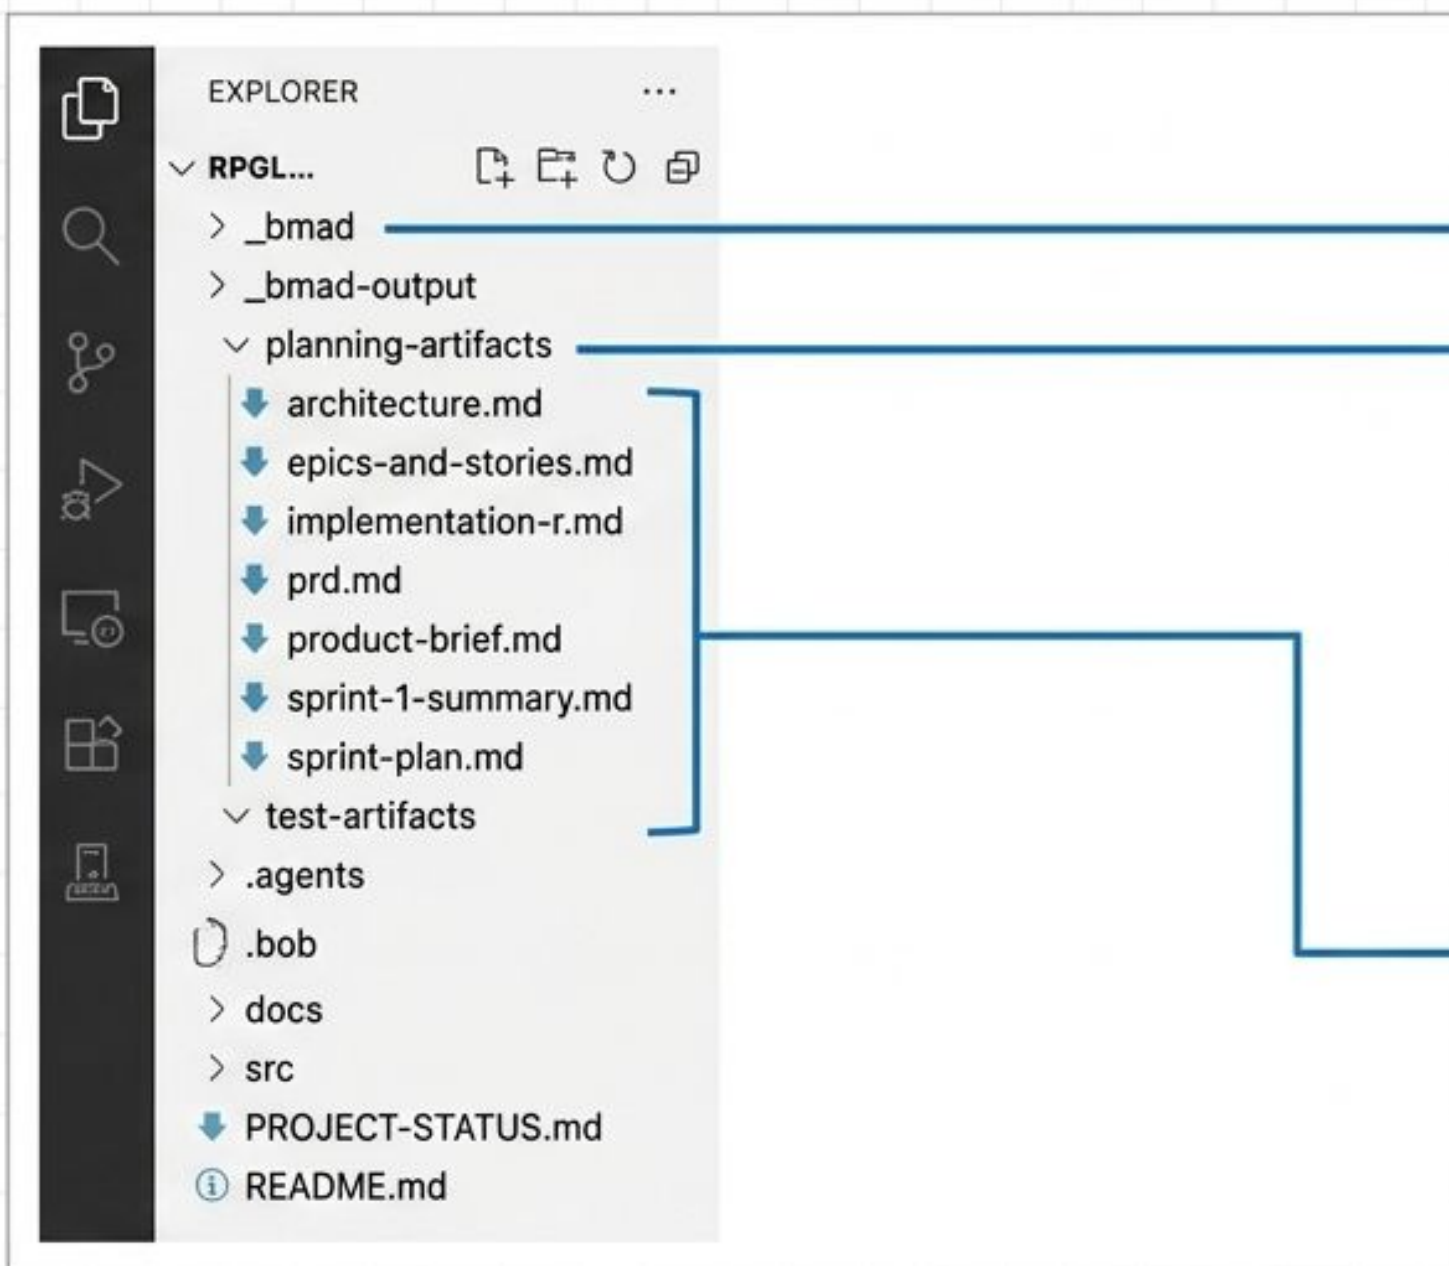 EXPLORER ...
RPGL...
_bmad
_bmad-output
planning-artifacts
architecture.md
epics-and-stories.md
implementation-r.md
prd.md
product-brief.md
sprint-1-summary.md
sprint-plan.md
test-artifacts
.agents
.bob
docs
src
PROJECT-STATUS.md
README.md